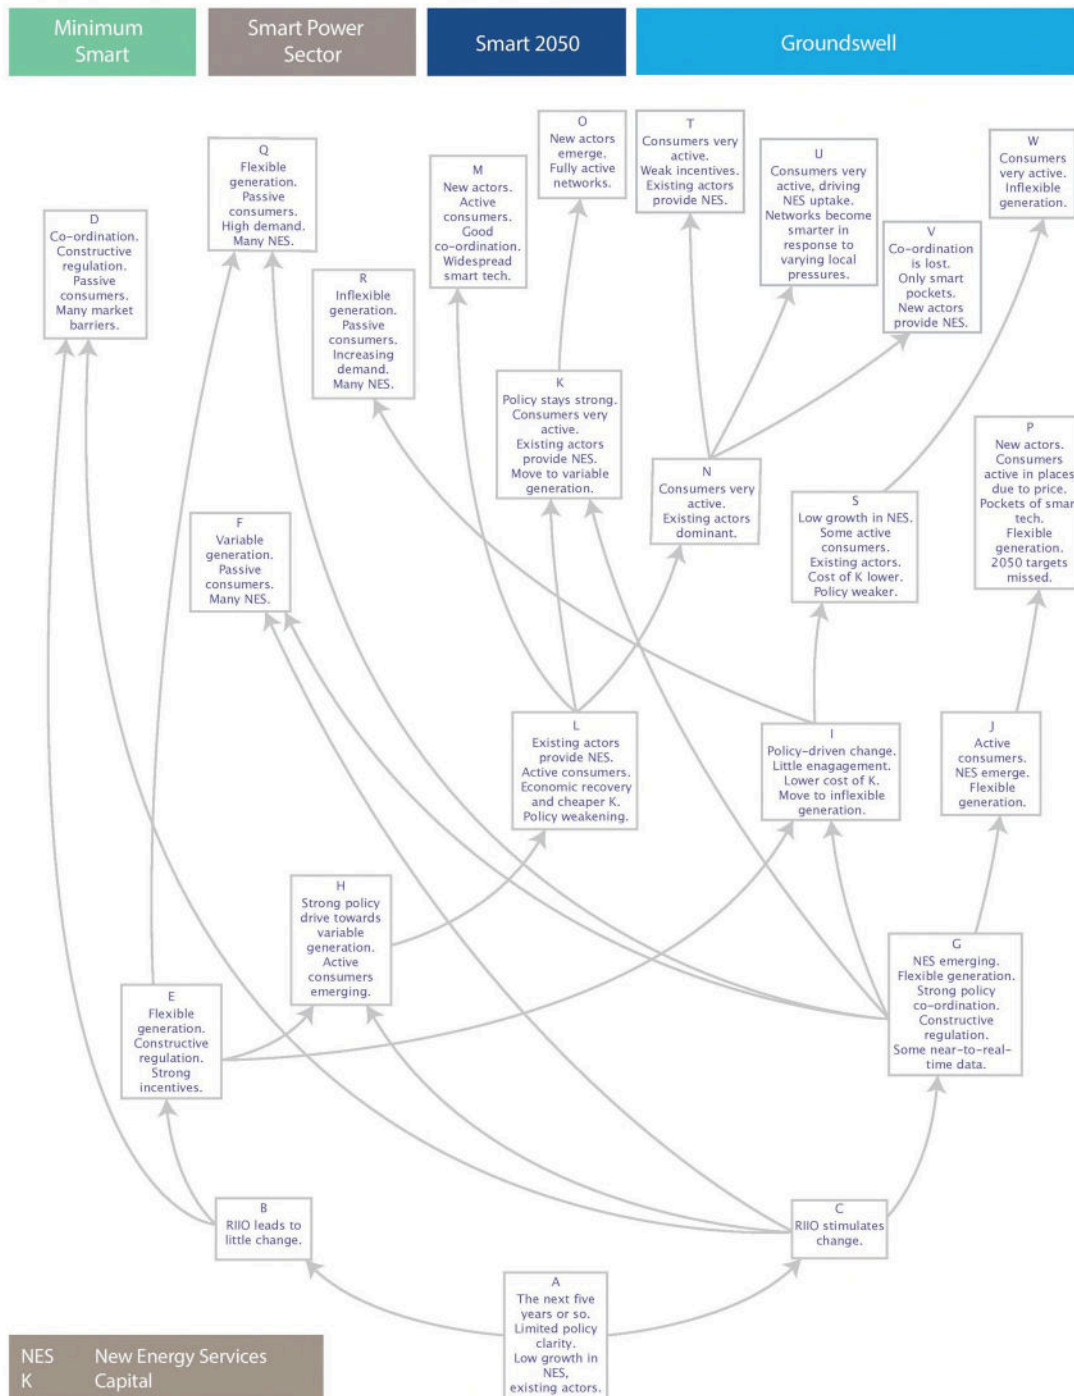 Minimum
Smart
Smart Power
Sector
Smart 2050
Groundswell
O
New actors
emerge.
Fully active
networks.
T
Consumers very
active.
Weak incentives.
Existing actors
provide NES.
W
Consumers
very active.
Inflexible
generation.
Q
Flexible
generation.
Passive
consumers.
High demand.
Many NES.
M
New actors.
Active
consumers.
Good
co-ordination.
Widespread
smart tech.
U
Consumers very
active, driving
NES uptake.
Networks become
smarter in
response to
varying local
pressures.
D
Co-ordination.
Constructive
regulation.
Passive
consumers.
Many market
barriers.
V
Co-ordination
is lost.
Only smart
pockets.
New actors
provide NES.
R
Inflexible
generation.
Passive
consumers.
Increasing
demand.
Many NES.
K
Policy stays strong.
Consumers very
active.
Existing actors
provide NES.
Move to variable
generation.
P
New actors.
Consumers
active in places
due to price.
Pockets of smart
tech.
Flexible
generation.
2050 targets
missed.
N
Consumers very
active.
Existing actors
dominant.
S
Low growth in NES.
Some active
consumers.
Existing actors.
Cost of K lower.
Policy weaker.
F
Variable
generation.
Passive
consumers.
Many NES.
L
Existing actors
provide NES.
Active consumers.
Economic recovery
and cheaper K.
Policy weakening.
I
Policy-driven change.
Little enagagement.
Lower cost of K.
Move to inflexible
generation.
J
Active
consumers.
NES emerge.
Flexible
generation.
H
Strong policy
drive towards
variable
generation.
Active
consumers
emerging.
G
NES emerging.
Flexible generation.
Strong policy
co-ordination.
Constructive
regulation.
Some near-to-real-
time data.
E
Flexible
generation.
Constructive
regulation.
Strong
incentives.
B
RIIO leads to
little change.
C
RIIO stimulates
change.
A
The next five
years or so.
Limited policy
clarity.
Low growth in
NES,
existing actors.
NES New Energy Services
K Capital